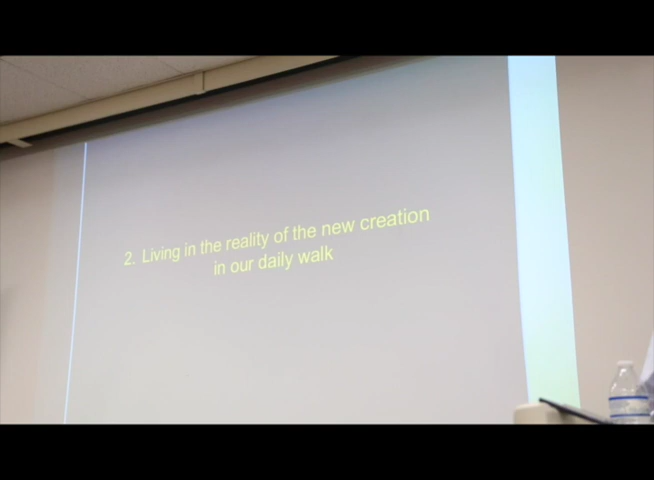 2. Living in the reality of the new creation
in our daily walk